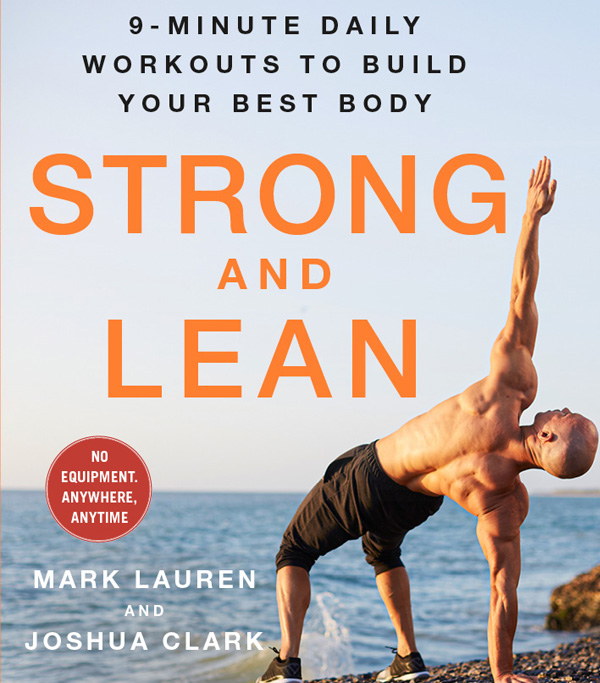 9-MINUTE DAILY
WORKOUTS TO BUILD
YOUR BEST BODY
STRONG
AND
LEAN
NO
EQUIPMENT.
ANYWHERE,
ANYTIME
MARK LAUREN
AND
JOSHUA CLARK